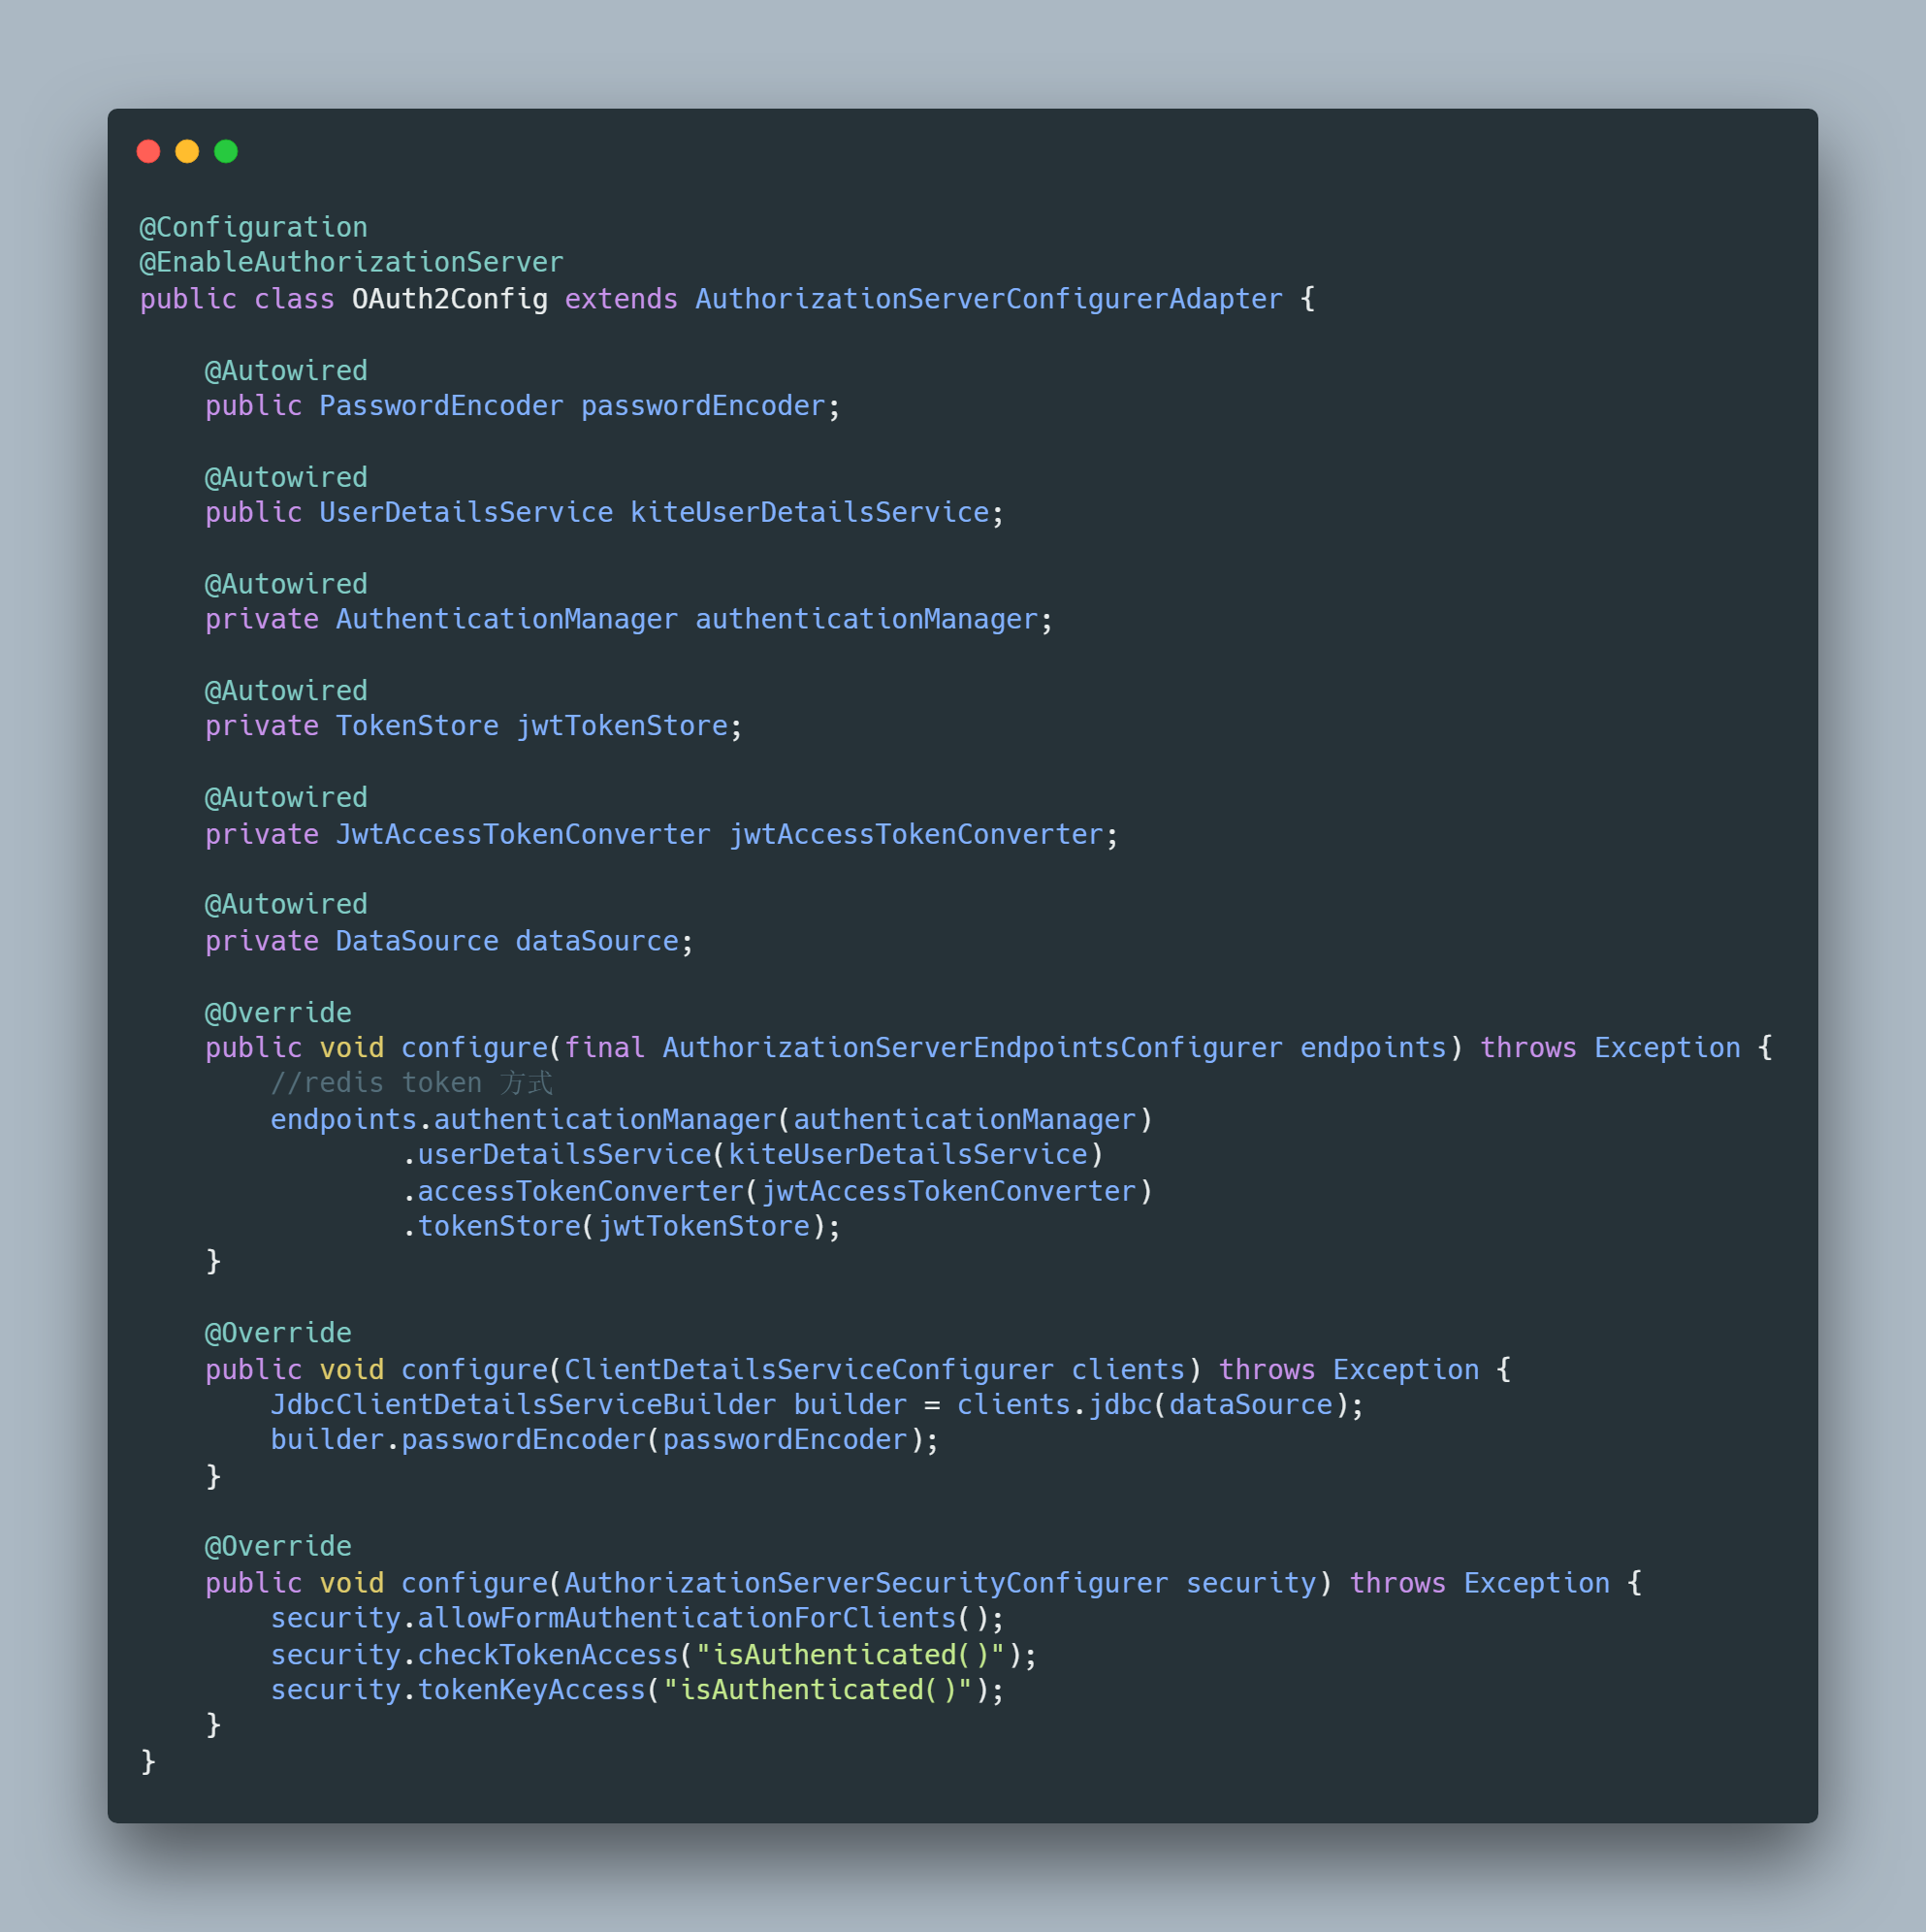 @Configuration
@EnableAuthorizationServer
public class OAuth2Config extends AuthorizationServerConfigurerAdapter {

    @Autowired
    public PasswordEncoder passwordEncoder;

    @Autowired
    public UserDetailsService kiteUserDetailsService;

    @Autowired
    private AuthenticationManager authenticationManager;

    @Autowired
    private TokenStore jwtTokenStore;

    @Autowired
    private JwtAccessTokenConverter jwtAccessTokenConverter;

    @Autowired
    private DataSource dataSource;

    @Override
    public void configure(final AuthorizationServerEndpointsConfigurer endpoints) throws Exception {
        //redis token 方式
        endpoints.authenticationManager(authenticationManager)
                .userDetailsService(kiteUserDetailsService)
                .accessTokenConverter(jwtAccessTokenConverter)
                .tokenStore(jwtTokenStore);
    }

    @Override
    public void configure(ClientDetailsServiceConfigurer clients) throws Exception {
        JdbcClientDetailsServiceBuilder builder = clients.jdbc(dataSource);
        builder.passwordEncoder(passwordEncoder);
    }

    @Override
    public void configure(AuthorizationServerSecurityConfigurer security) throws Exception {
        security.allowFormAuthenticationForClients();
        security.checkTokenAccess("isAuthenticated()");
        security.tokenKeyAccess("isAuthenticated()");
    }
}